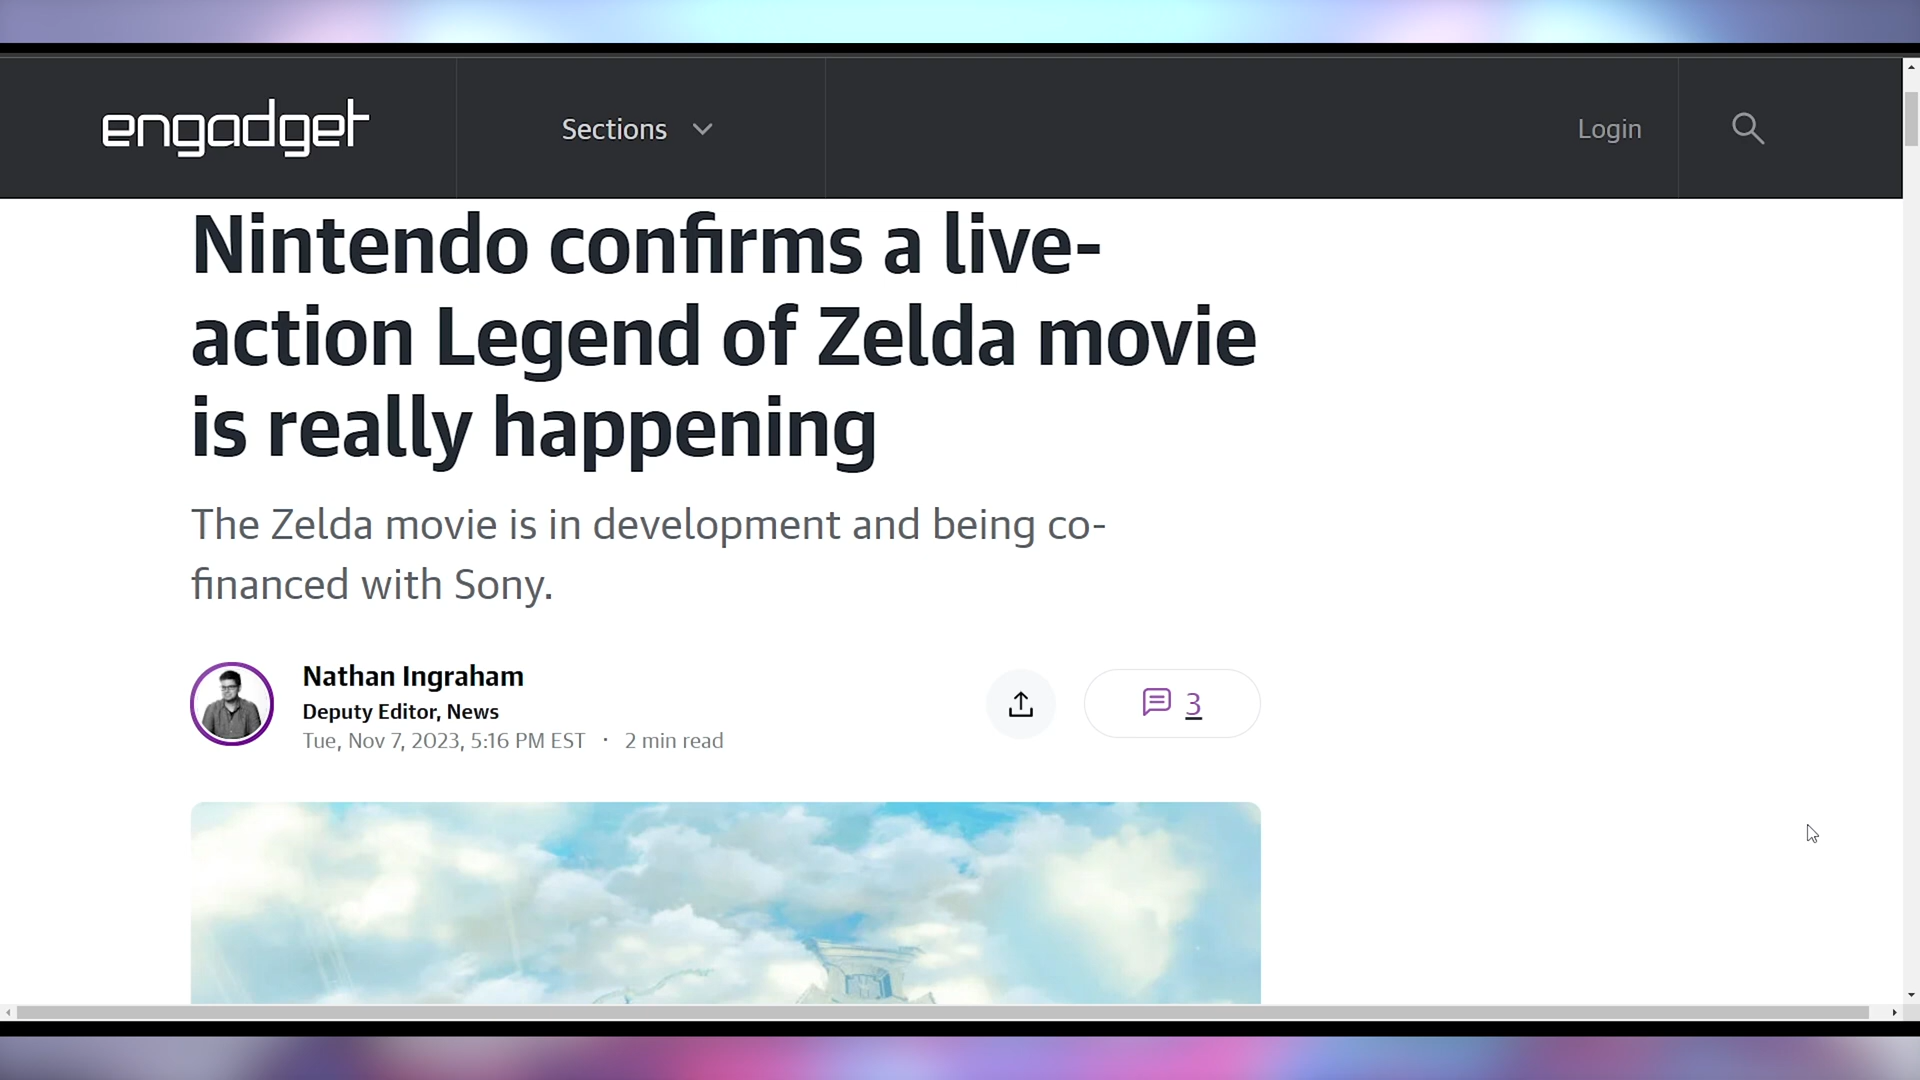 engadget
Sections
Login
Nintendo confirms a live-
action Legend of Zelda movie
is really happening
The Zelda movie is in development and being co-
financed with Sony.
Nathan Ingraham
Deputy Editor, News
Tue, Nov 7, 2023, 5:16 PM EST · 2 min read
3